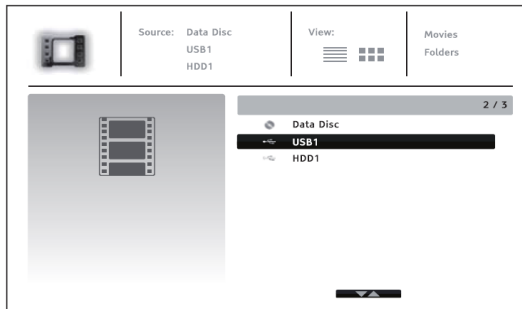 Source: Data Disc
USB1
HDD1
View:
Movies
Folders
2 / 3
Data Disc
USB1
HDD1